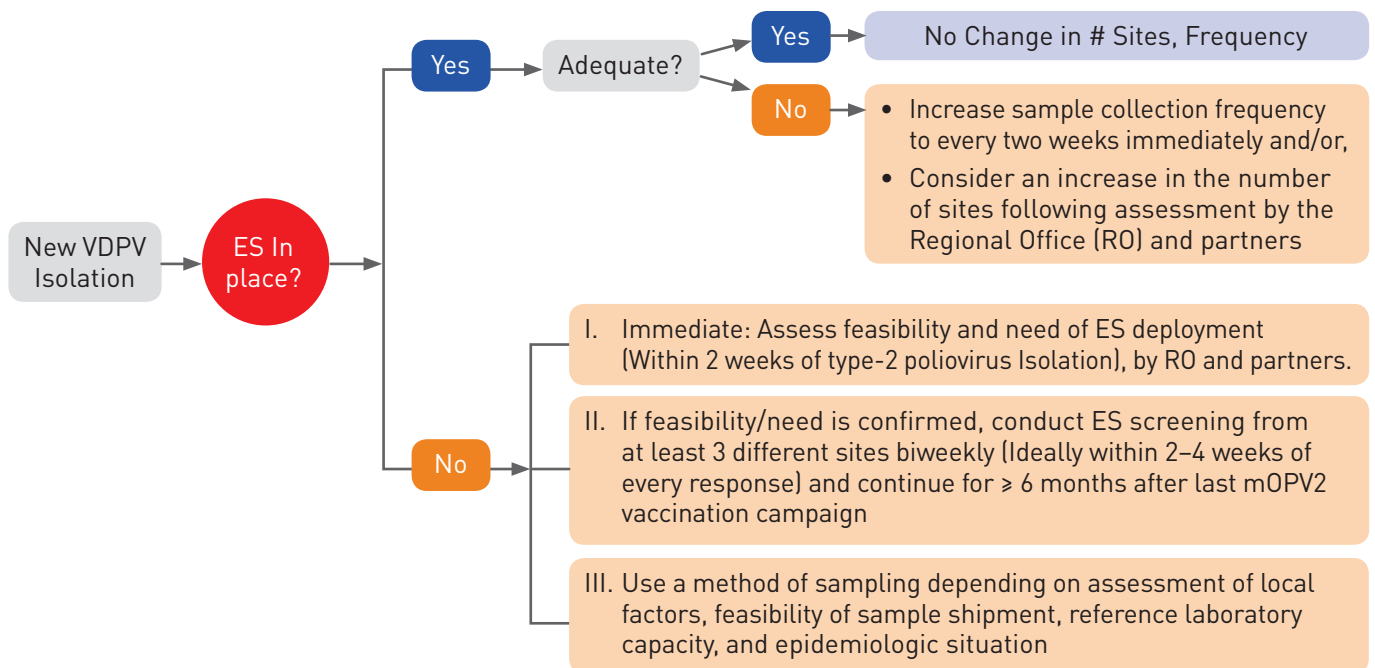 New VDPV
Isolation
ES In
place?
Yes
Adequate?
Yes
No Change in # Sites, Frequency
No
• Increase sample collection frequency
to every two weeks immediately and/or,
• Consider an increase in the number
of sites following assessment by the
Regional Office (RO) and partners
No
I. Immediate: Assess feasibility and need of ES deployment
(Within 2 weeks of type-2 poliovirus Isolation), by RO and partners.
II. If feasibility/need is confirmed, conduct ES screening from
at least 3 different sites biweekly (Ideally within 2–4 weeks of
every response) and continue for ⩾ 6 months after last mOPV2
vaccination campaign
III. Use a method of sampling depending on assessment of local
factors, feasibility of sample shipment, reference laboratory
capacity, and epidemiologic situation